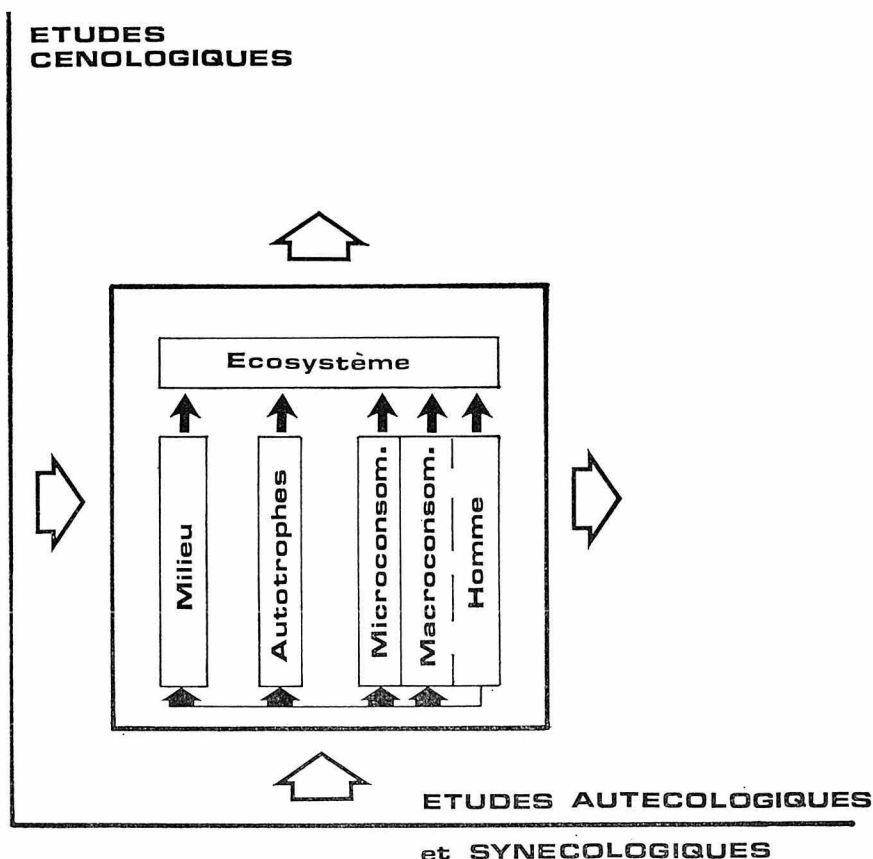 ETUDES
CENOLOGIQUES
Ecosystème
Milieu
Autotrophes
Microconsom.
Macroconsom.
Homme
ETUDES AUTECOLOGIQUES
et SYNECOLOGIQUES